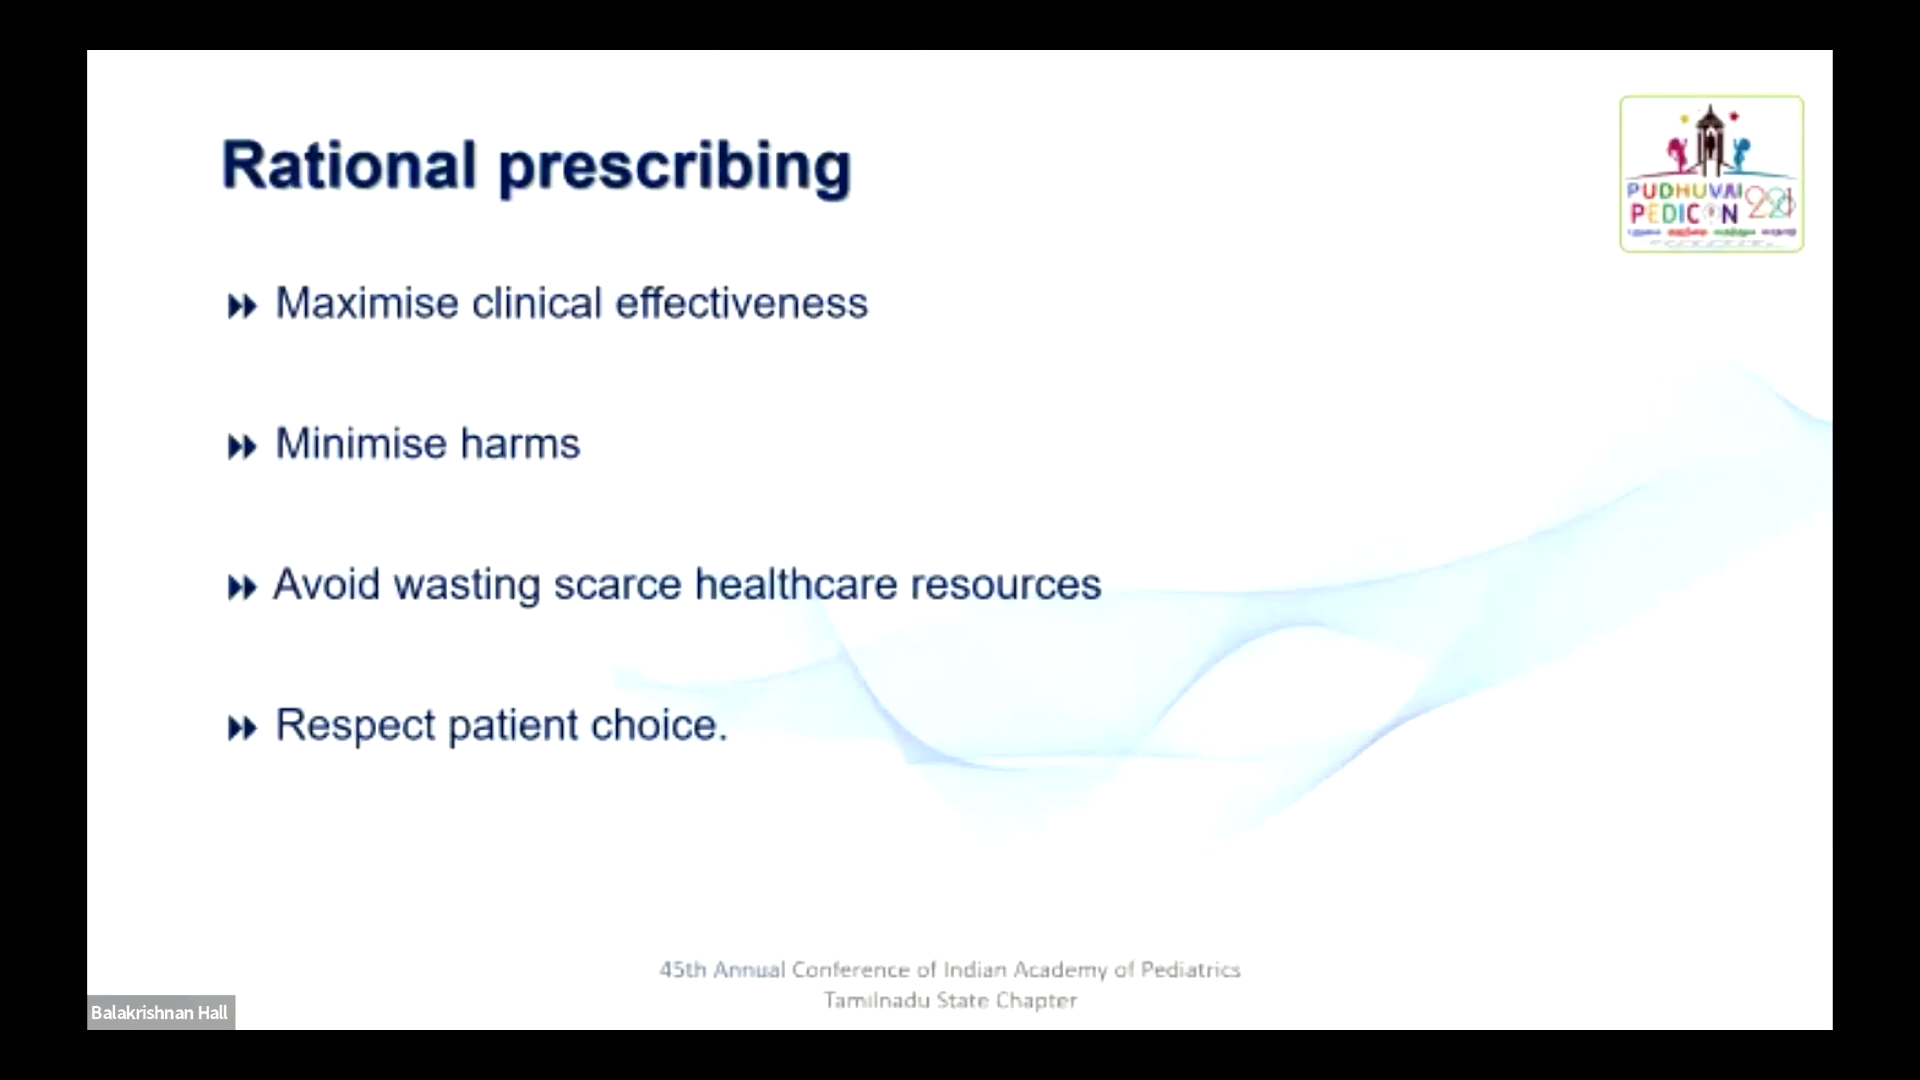 Rational prescribing
Maximise clinical effectiveness
Minimise harms
Avoid wasting scarce healthcare resources
Respect patient choice.
PUDHUVAI
PEDICON
45th Annual Conference of Indian Academy of Pediatrics
Tamilnadu State Chapter
Balakrishnan Hall